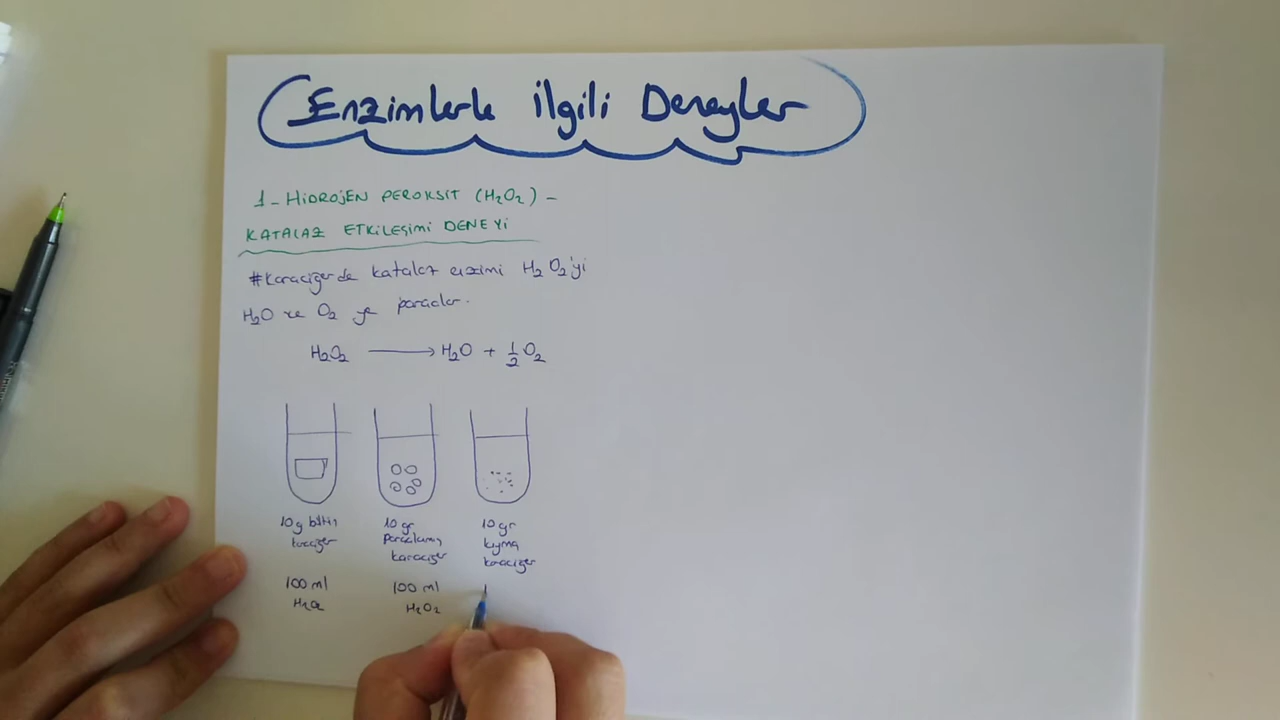 Enzimlerle ilgili Deneyler
1- HİDROJEN PEROKSİT (H₂O₂) -
KATALAZ ETKİLEŞİMİ DENEYİ
#Karaciğerde katalaz enzimi H₂O₂'yi
H₂O ve O₂ ye parçalar.
H₂O₂ → H₂O + 1/2 O₂
10g bütün karaciğer
10 gr parçalanmış karaciğer
10 gr kıyma karaciğer
100 ml H₂O₂
100 ml H₂O₂